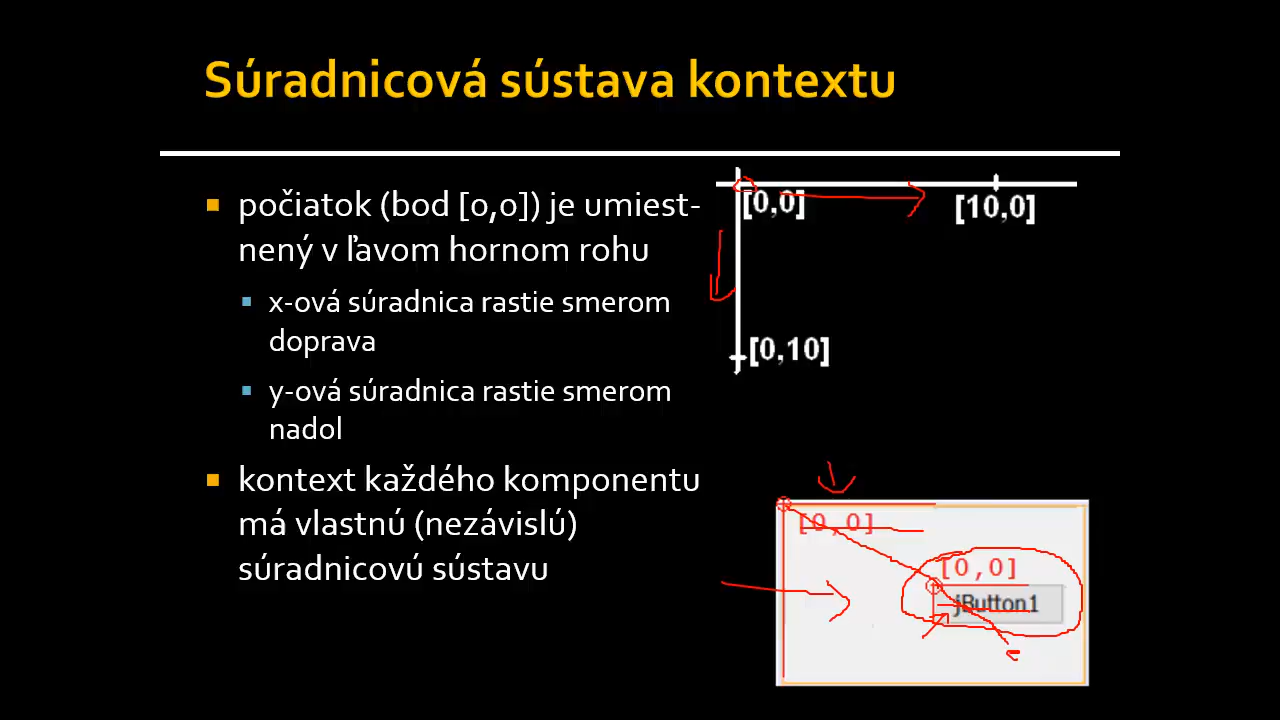 Súradnicová sústava kontextu
počiatok (bod [0,0]) je umiest-
nený v ľavom hornom rohu
x-ová súradnica rastie smerom
doprava
y-ová súradnica rastie smerom
nadol
kontext každého komponentu
má vlastnú (nezávislú)
súradnicovú sústavu
[0,0]
[10,0]
[0,10]
[0,0]
[0,0]
jButton1